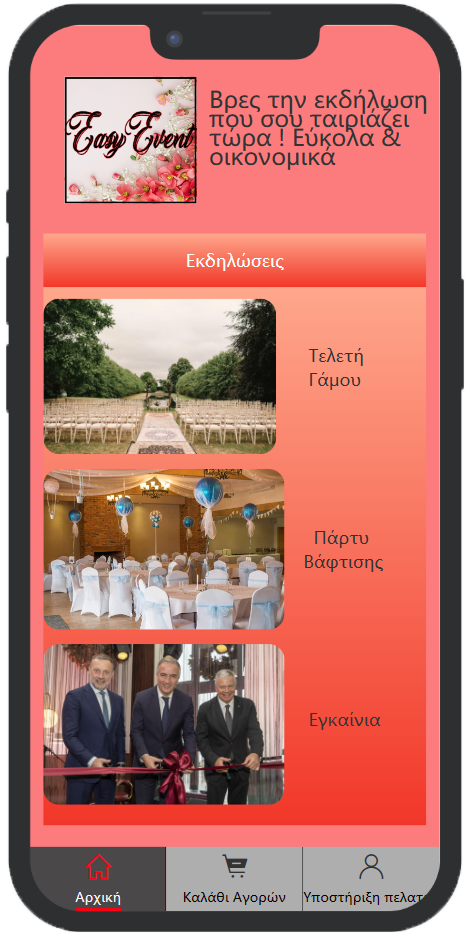 Easy Event
Βρες την εκδήλωση
που σου ταιριάζει
τώρα ! Εύκολα &
οικονομικά
Εκδηλώσεις
Τελετή
Γάμου
Πάρτυ
Βάφτισης
Εγκαίνια
Αρχική
Καλάθι Αγορών
Υποστήριξη πελατ